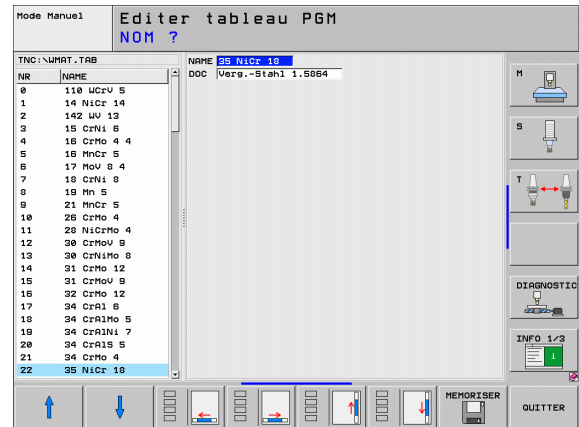 Mode Manuel
Editer tableau PGM
NOM ?
TNC:\WMAT.TAB
NR NAME
0 110 WCrV 5
1 14 NiCr 14
2 142 WV 13
3 15 CrNi 6
4 16 CrMo 4 4
5 16 MnCr 5
6 17 MoV 8 4
7 18 CrNi 8
8 19 Mn 5
9 21 MnCr 5
10 26 CrMo 4
11 28 NiCrMo 4
12 30 CrMoV 9
13 30 CrNiMo 8
14 31 CrMo 12
15 31 CrMoV 9
16 32 CrMo 12
17 34 CrAl 6
18 34 CrAlMo 5
19 34 CrAlNi 7
20 34 CrAlS 5
21 34 CrMo 4
22 35 NiCr 18
NAME 35 NiCr 18
DOC Verg.-Stahl 1.5864
M
S
T
DIAGNOSTIC
INFO 1/3
i
MEMORISER
QUITTER